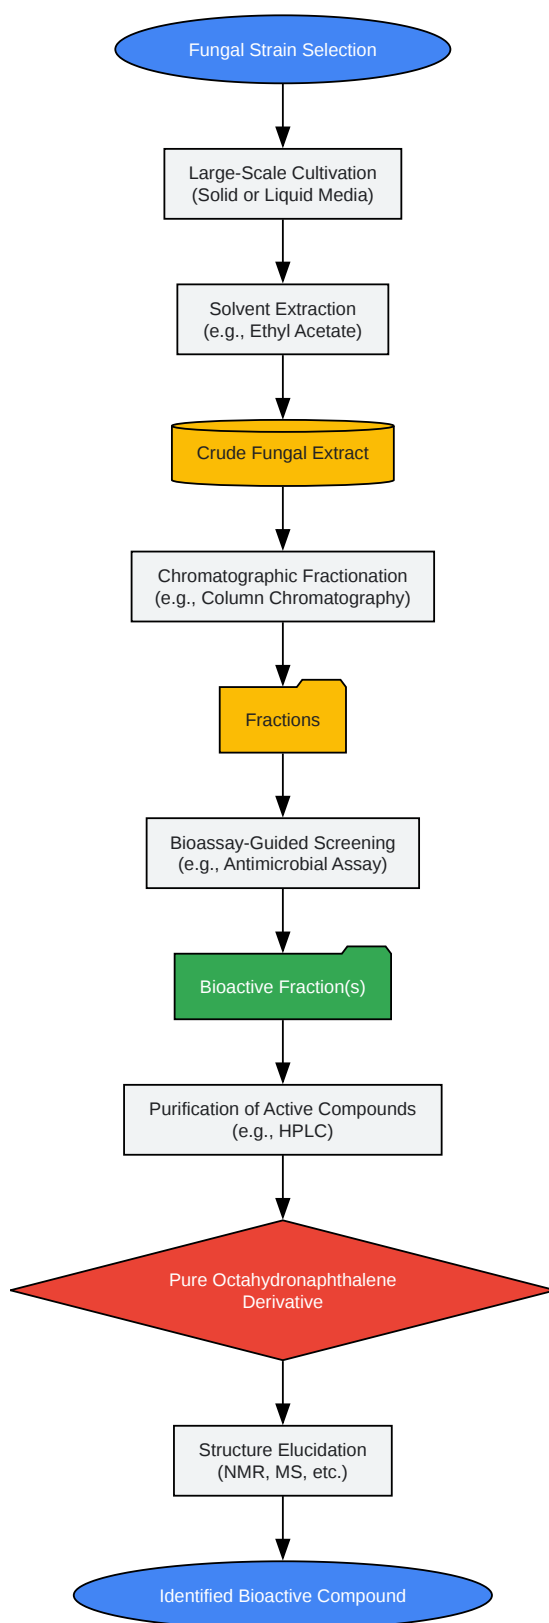 Fungal Strain Selection
Large-Scale Cultivation
(Solid or Liquid Media)
Solvent Extraction
(e.g., Ethyl Acetate)
Crude Fungal Extract
Chromatographic Fractionation
(e.g., Column Chromatography)
Fractions
Bioassay-Guided Screening
(e.g., Antimicrobial Assay)
Bioactive Fraction(s)
Purification of Active Compounds
(e.g., HPLC)
Pure Octahydronaphthalene
Derivative
Structure Elucidation
(NMR, MS, etc.)
Identified Bioactive Compound